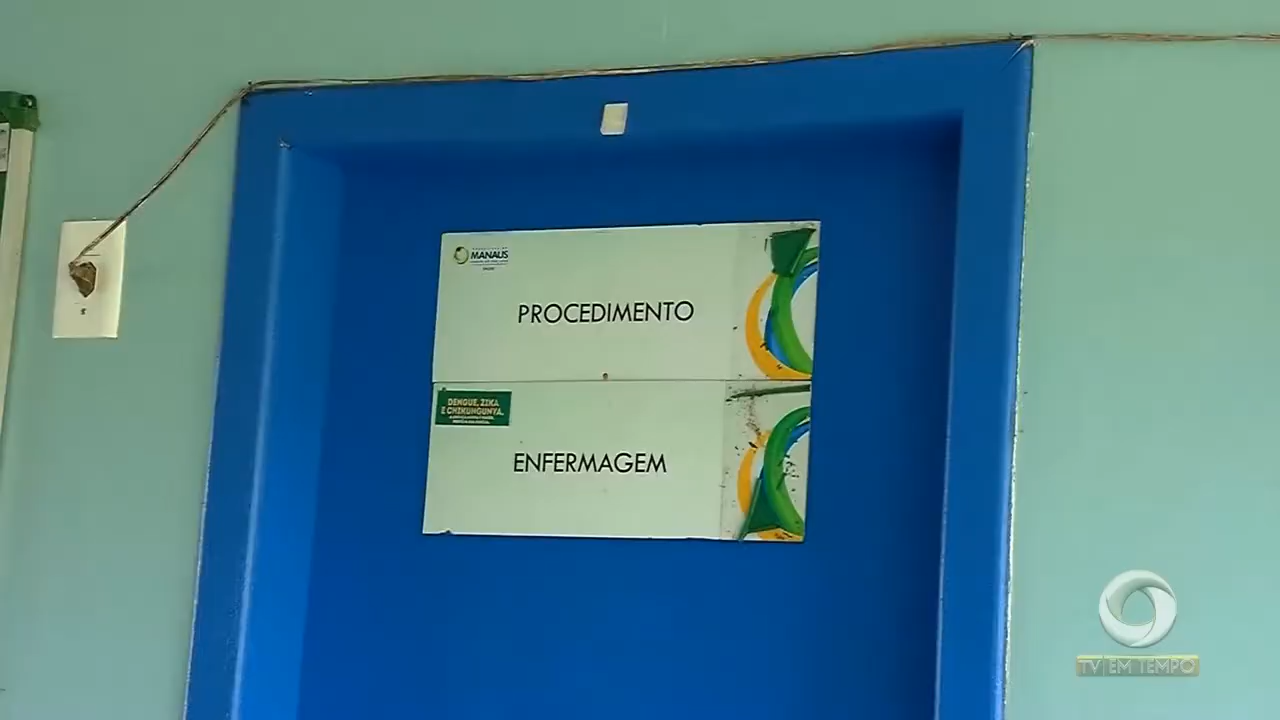 MANAUS
PROCEDIMENTO
DENGUE, ZIKA
E CHIKUNGUNYA.
ENFERMAGEM
TV EM TEMPO